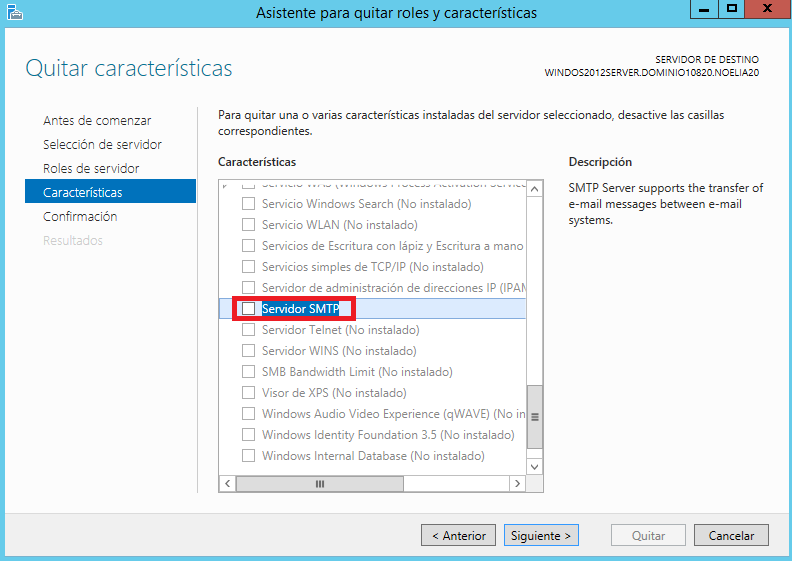 Asistente para quitar roles y características
Quitar características
SERVIDOR DE DESTINO
WINDOS2012SERVER.DOMINIO10820.NOELIA20
Antes de comenzar
Selección de servidor
Roles de servidor
Características
Confirmación
Resultados
Para quitar una o varias características instaladas del servidor seleccionado, desactive las casillas
correspondientes.
Características
Servicio WAS (Windows Process Activation Service
Servicio Windows Search (No instalado)
Servicio WLAN (No instalado)
Servicios de Escritura con lápiz y Escritura a mano
Servicios simples de TCP/IP (No instalado)
Servidor de administración de direcciones IP (IPAM
Servidor SMTP
Servidor Telnet (No instalado)
Servidor WINS (No instalado)
SMB Bandwidth Limit (No instalado)
Visor de XPS (No instalado)
Windows Audio Video Experience (qWAVE) (No in
Windows Identity Foundation 3.5 (No instalado)
Windows Internal Database (No instalado)
Descripción
SMTP Server supports the transfer of
e-mail messages between e-mail
systems.
< Anterior
Siguiente >
Quitar
Cancelar